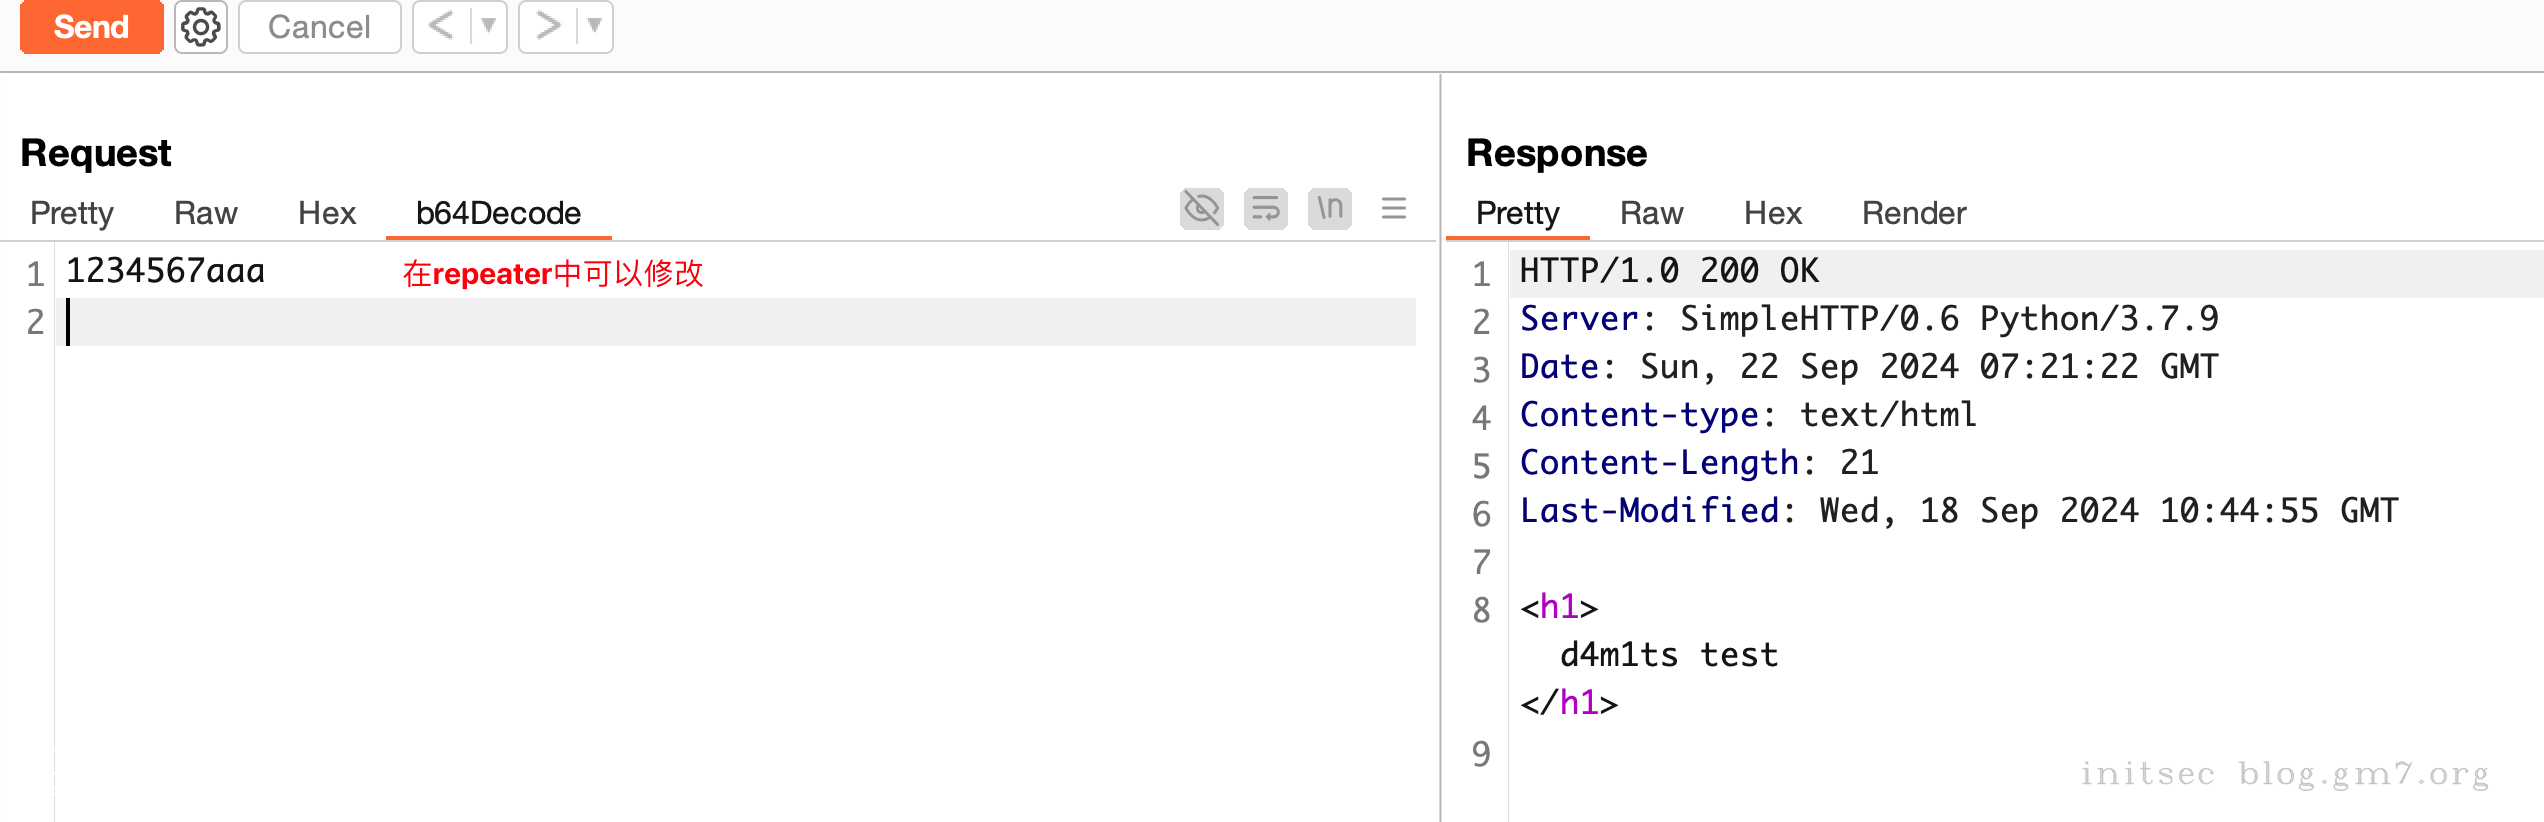 Send Cancel < >
Request
Pretty Raw Hex b64Decode \n
1 1234567aaa 在repeater中可以修改
2
Response
Pretty Raw Hex Render
1 HTTP/1.0 200 OK
2 Server: SimpleHTTP/0.6 Python/3.7.9
3 Date: Sun, 22 Sep 2024 07:21:22 GMT
4 Content-type: text/html
5 Content-Length: 21
6 Last-Modified: Wed, 18 Sep 2024 10:44:55 GMT
7
8 <h1>
d4m1ts test
</h1>
9
initsec blog.gm7.org